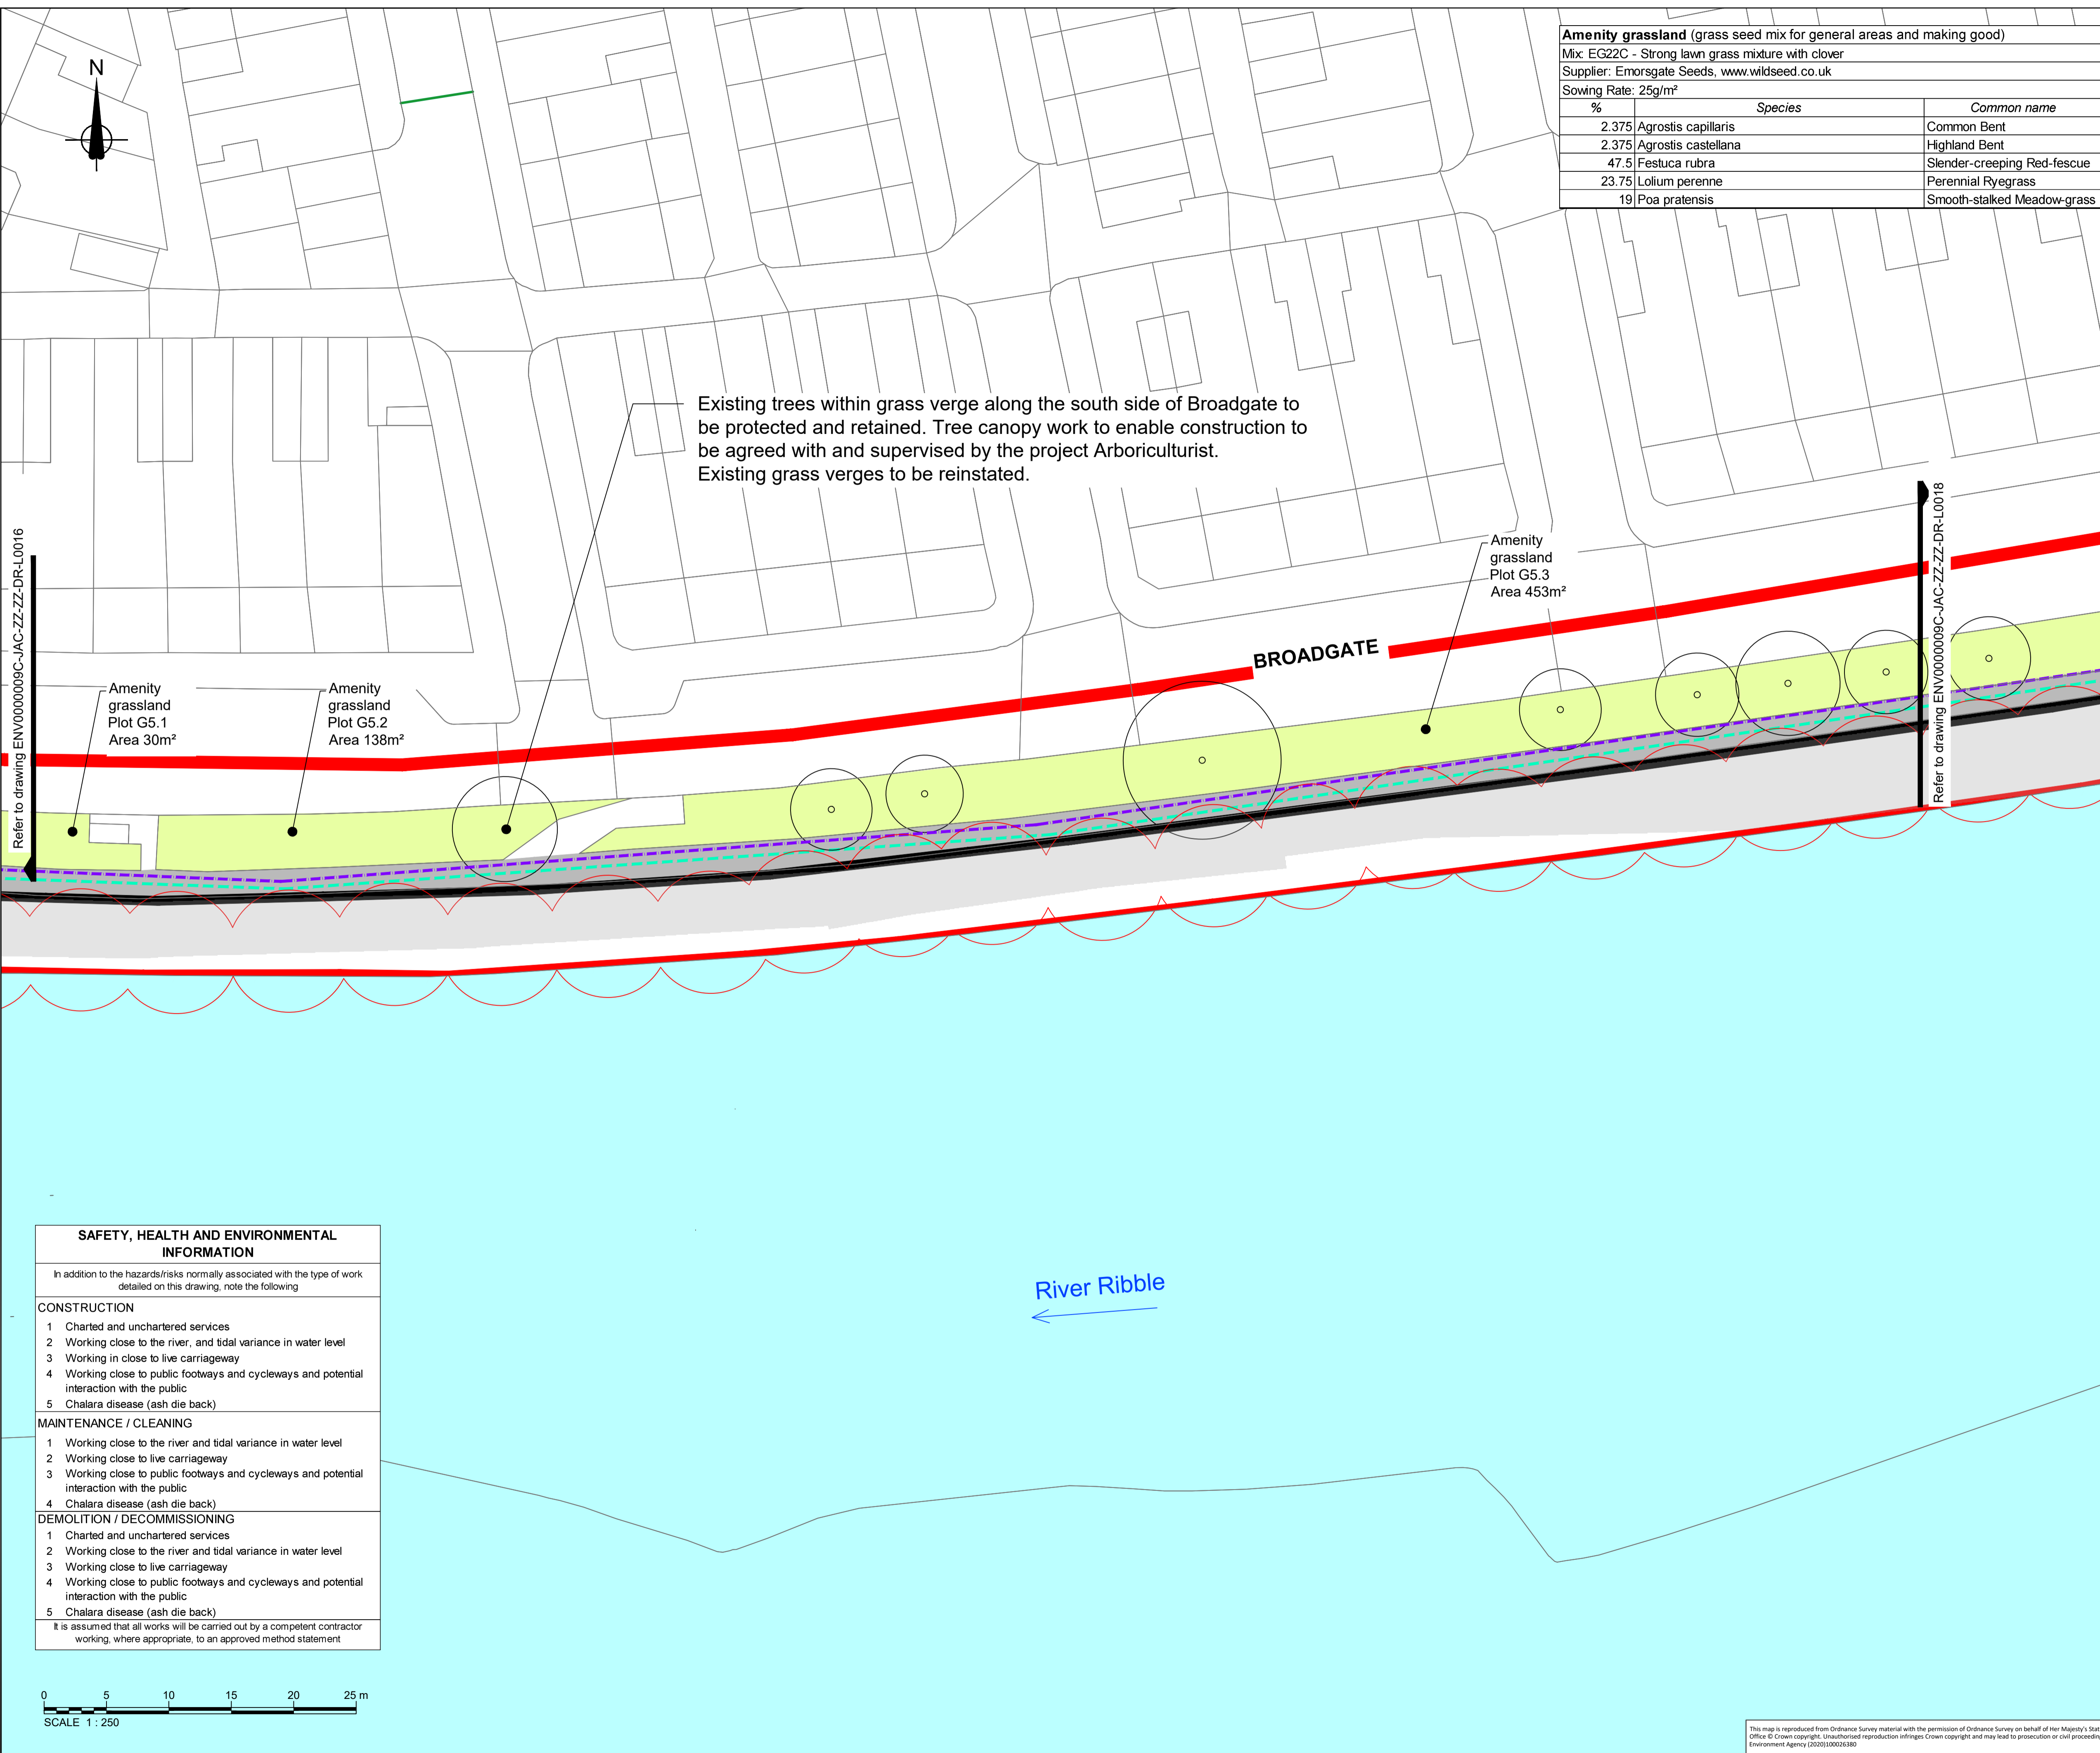 N
Amenity grassland (grass seed mix for general areas and making good)
Mix: EG22C - Strong lawn grass mixture with clover
Supplier: Emorsgate Seeds, www.wildseed.co.uk
Sowing Rate: 25g/m²
% Species Common name
2.375 Agrostis capillaris Common Bent
2.375 Agrostis castellana Highland Bent
47.5 Festuca rubra Slender-creeping Red-fescue
23.75 Lolium perenne Perennial Ryegrass
19 Poa pratensis Smooth-stalked Meadow-grass
Existing trees within grass verge along the south side of Broadgate to
be protected and retained. Tree canopy work to enable construction to
be agreed with and supervised by the project Arboriculturist.
Existing grass verges to be reinstated.
Refer to drawing ENV0000009C-JAC-ZZ-ZZ-DR-L0016
Amenity
grassland
Plot G5.1
Area 30m²
Amenity
grassland
Plot G5.2
Area 138m²
BROADGATE
Amenity
grassland
Plot G5.3
Area 453m²
Refer to drawing ENV0000009C-JAC-ZZ-ZZ-DR-L0018
River Ribble
SAFETY, HEALTH AND ENVIRONMENTAL
INFORMATION
In addition to the hazards/risks normally associated with the type of work
detailed on this drawing, note the following
CONSTRUCTION
1 Charted and unchartered services
2 Working close to the river, and tidal variance in water level
3 Working in close to live carriageway
4 Working close to public footways and cycleways and potential
interaction with the public
5 Chalara disease (ash die back)
MAINTENANCE / CLEANING
1 Working close to the river and tidal variance in water level
2 Working close to live carriageway
3 Working close to public footways and cycleways and potential
interaction with the public
4 Chalara disease (ash die back)
DEMOLITION / DECOMMISSIONING
1 Charted and unchartered services
2 Working close to the river and tidal variance in water level
3 Working close to live carriageway
4 Working close to public footways and cycleways and potential
interaction with the public
5 Chalara disease (ash die back)
It is assumed that all works will be carried out by a competent contractor
working, where appropriate, to an approved method statement
0 5 10 15 20 25 m
SCALE 1 : 250
This map is reproduced from Ordnance Survey material with the permission of Ordnance Survey on behalf of Her Majesty's
Office © Crown copyright. Unauthorised reproduction infringes Crown copyright and may lead to prosecution or civil
Environment Agency (2020)100026380